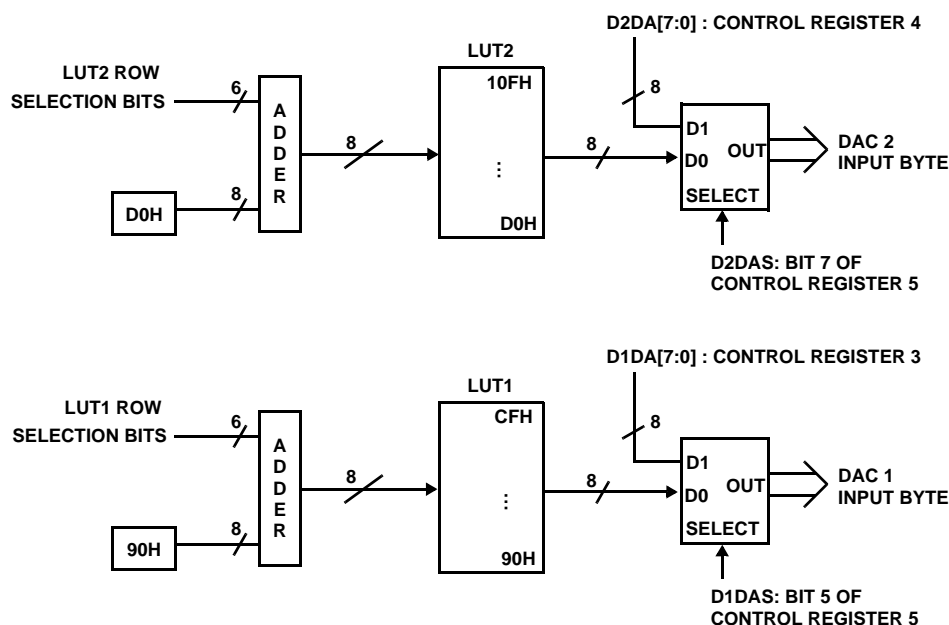 D2DA[7:0] : CONTROL REGISTER 4
LUT2
LUT2 ROW
SELECTION BITS
6
A
D
D
E
R
8
D0H
8
10FH
...
D0H
8
8
D1
D0
OUT
SELECT
DAC 2
INPUT BYTE
D2DAS: BIT 7 OF
CONTROL REGISTER 5
D1DA[7:0] : CONTROL REGISTER 3
LUT1
LUT1 ROW
SELECTION BITS
6
A
D
D
E
R
8
90H
8
CFH
...
90H
8
8
D1
D0
OUT
SELECT
DAC 1
INPUT BYTE
D1DAS: BIT 5 OF
CONTROL REGISTER 5